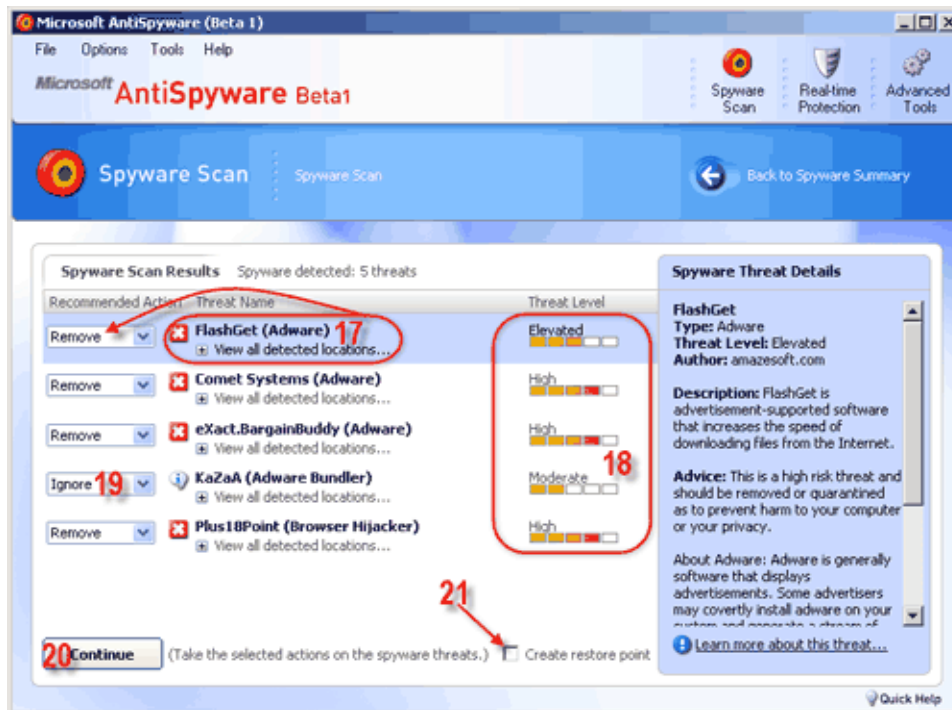 Microsoft AntiSpyware (Beta 1)
File Options Tools Help
Microsoft AntiSpyware Beta1
Spyware Scan
Real-time Protection
Advanced Tools
Spyware Scan
Spyware Scan
Back to Spyware Summary
Spyware Scan Results Spyware detected: 5 threats
Recommended Action Threat Name Threat Level
Remove FlashGet (Adware) 17 Elevated
View all detected locations...
Remove Comet Systems (Adware) High
View all detected locations...
Remove eXact.BargainBuddy (Adware) High
View all detected locations...
18
Ignore 19 KaZaA (Adware Bundler) Moderate
View all detected locations...
Remove Plus18Point (Browser Hijacker) High
View all detected locations...
21
20 Continue (Take the selected actions on the spyware threats.) Create restore point
Spyware Threat Details
FlashGet
Type: Adware
Threat Level: Elevated
Author: amazesoft.com
Description: FlashGet is
advertisement-supported software
that increases the speed of
downloading files from the Internet.
Advice: This is a high risk threat and
should be removed or quarantined
as to prevent harm to your computer
or your privacy.
About Adware: Adware is generally
software that displays
advertisements. Some advertisers
may covertly install adware on your
system and generate a stream of
Learn more about this threat...
Quick Help